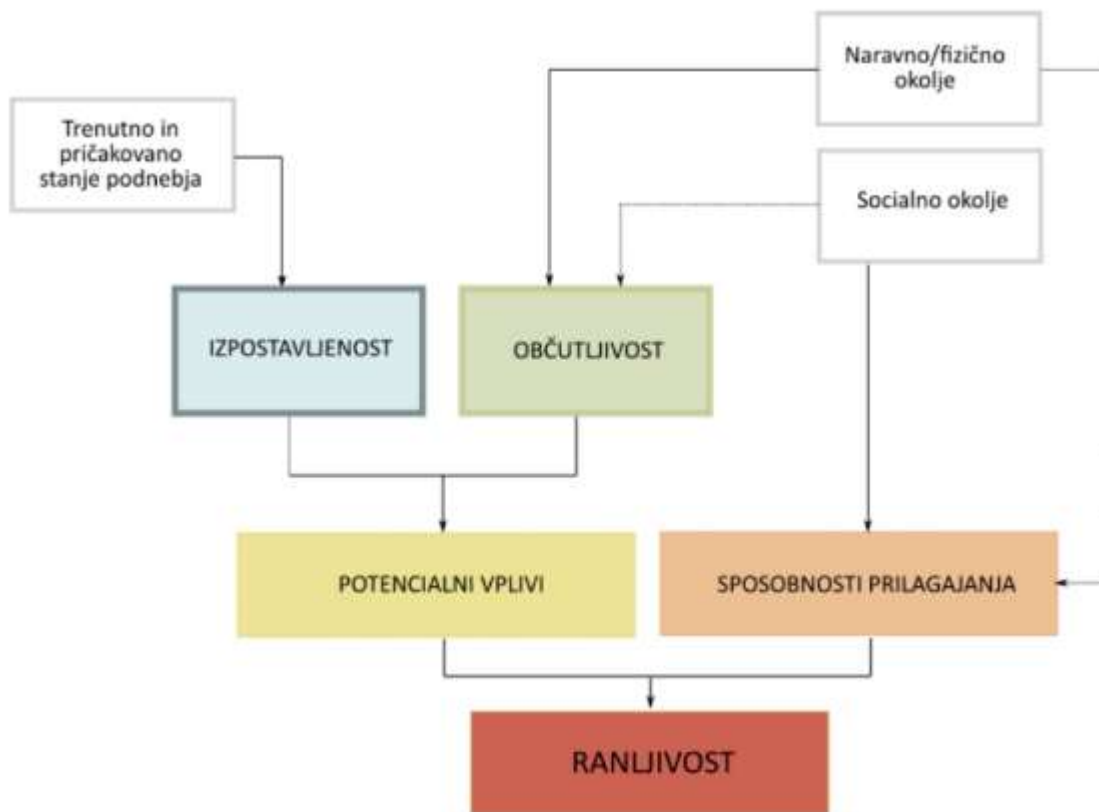 Naravno/fizično
okolje
Trenutno in
pričakovano
stanje podnebja
Socialno okolje
IZPOSTAVLJENOST
OBČUTLJIVOST
POTENCIALNI VPLIVI
SPOSOBNOSTI PRILAGAJANJA
RANLJIVOST